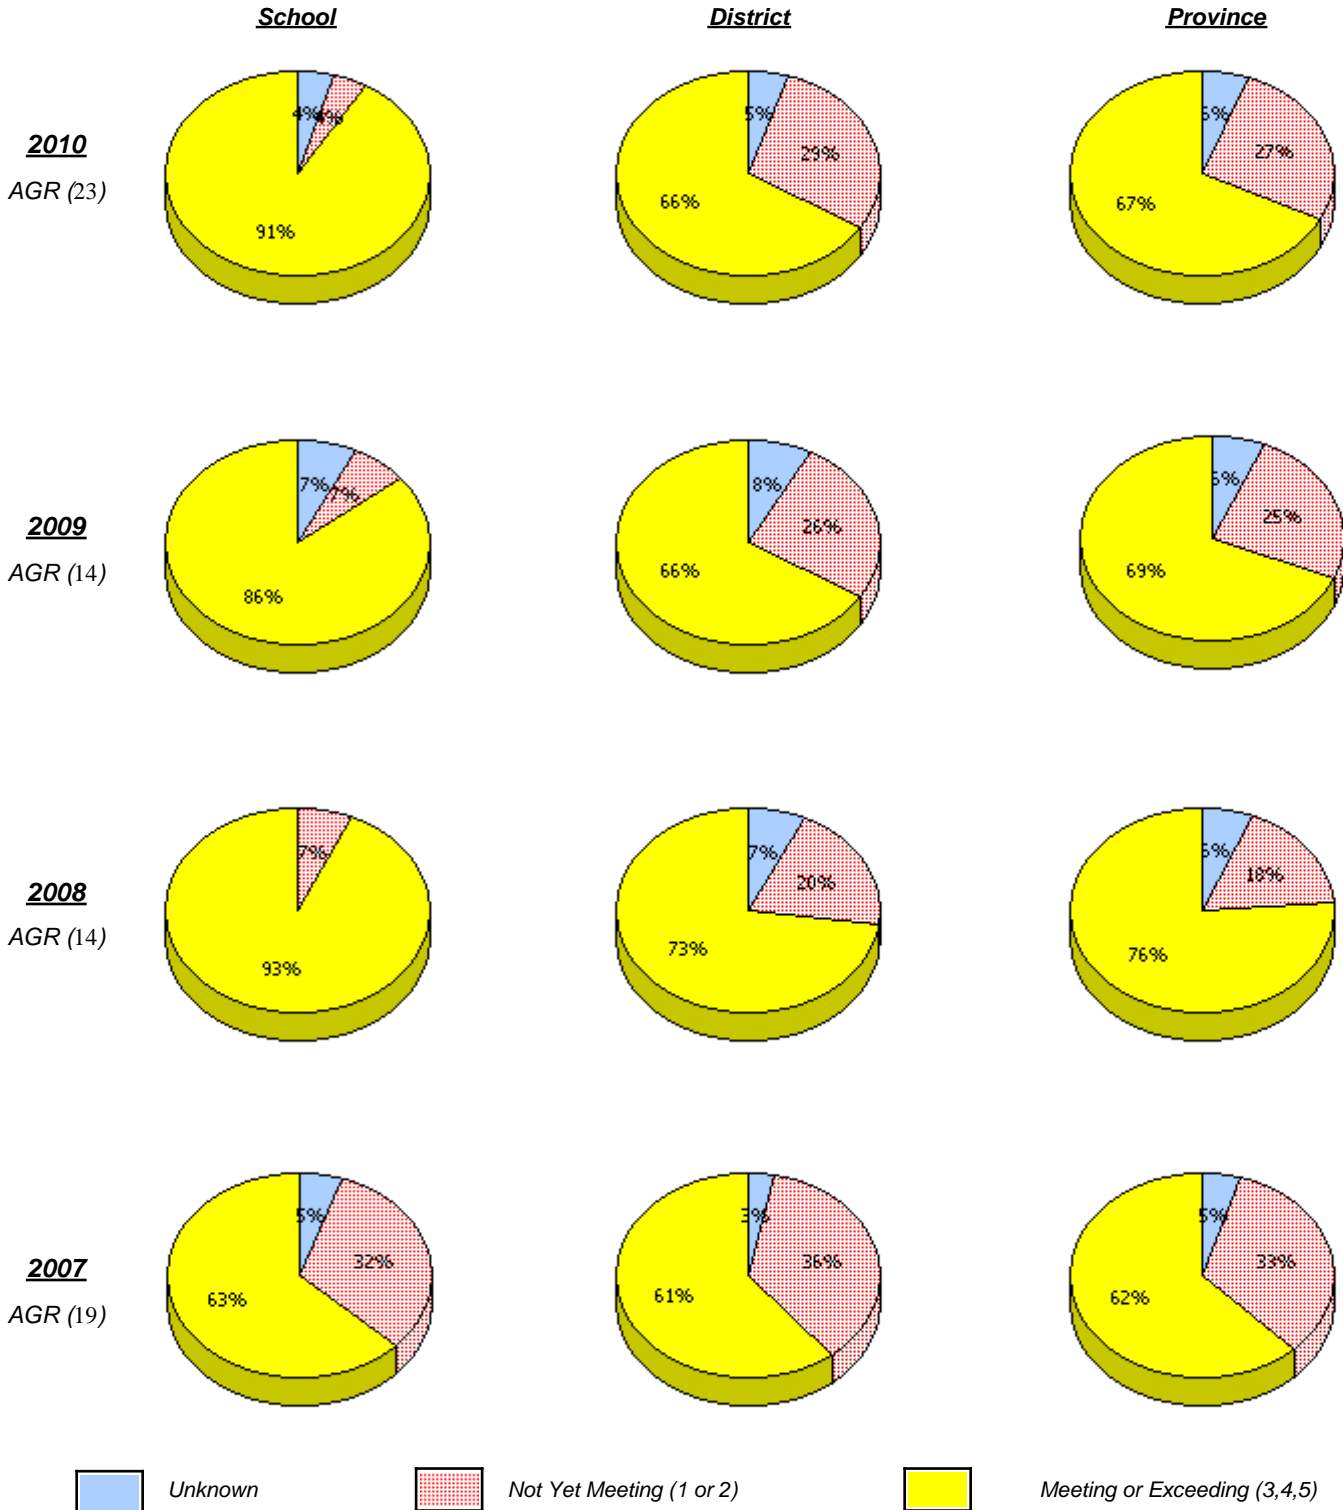 School District Province
2010
AGR (23)
4% 4% 91%
5% 29% 66%
27% 67%
2009
AGR (14)
7% 7% 86%
8% 26% 66%
25% 69%
2008
AGR (14)
7% 93%
7% 20% 73%
18% 76%
2007
AGR (19)
5% 32% 63%
3% 36% 61%
5% 33% 62%
Unknown Not Yet Meeting (1 or 2) Meeting or Exceeding (3,4,5)